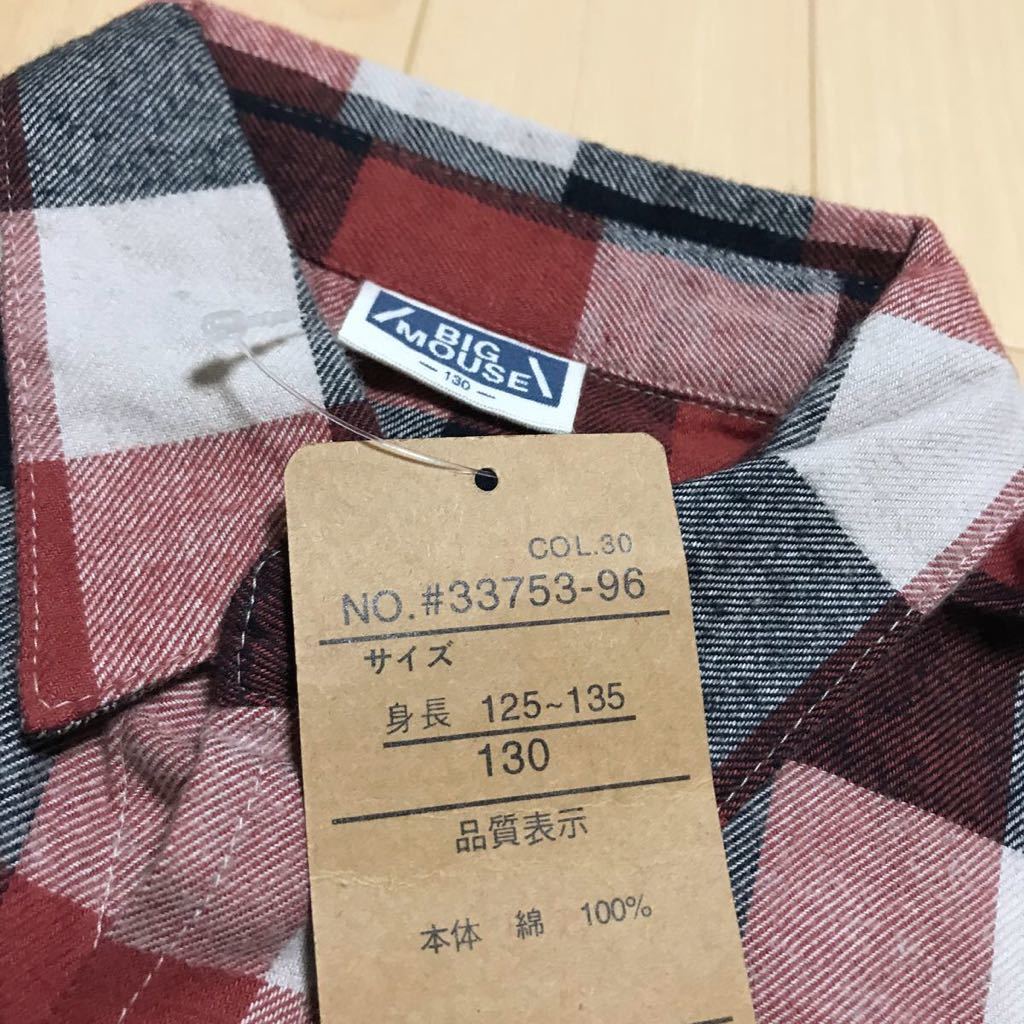 BIG
MOUSE
— 130 —
COL.30
NO.#33753-96
サイズ
身長 125~135
130
品質表示
本体 綿 100%